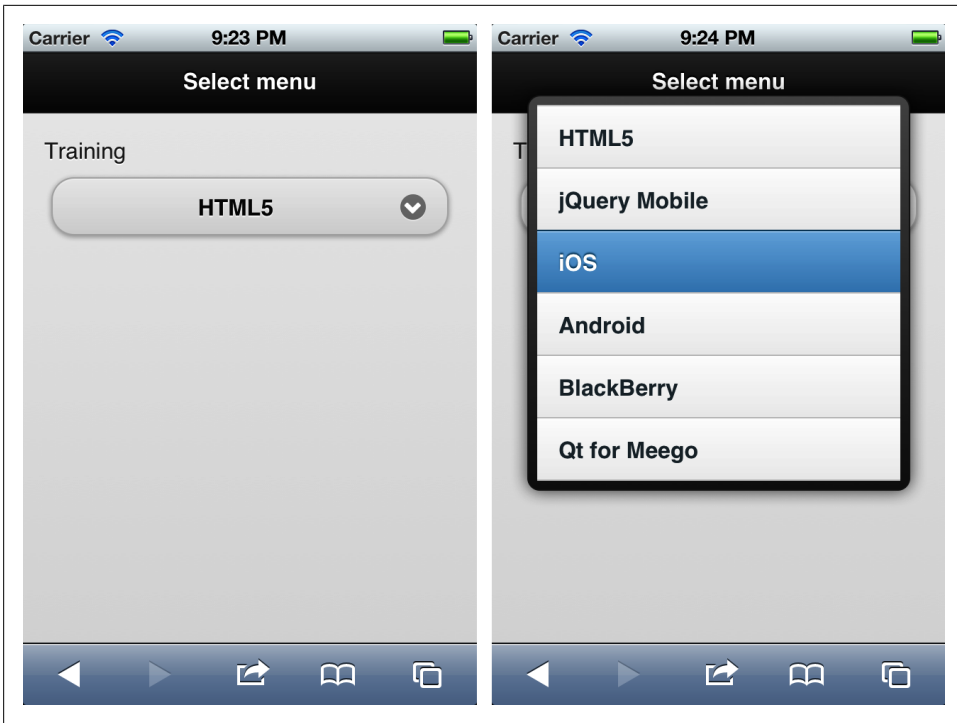 Carrier 9:23 PM
Select menu
Training
HTML5
Carrier 9:24 PM
Select menu
T
HTML5
jQuery Mobile
iOS
Android
BlackBerry
Qt for Meego